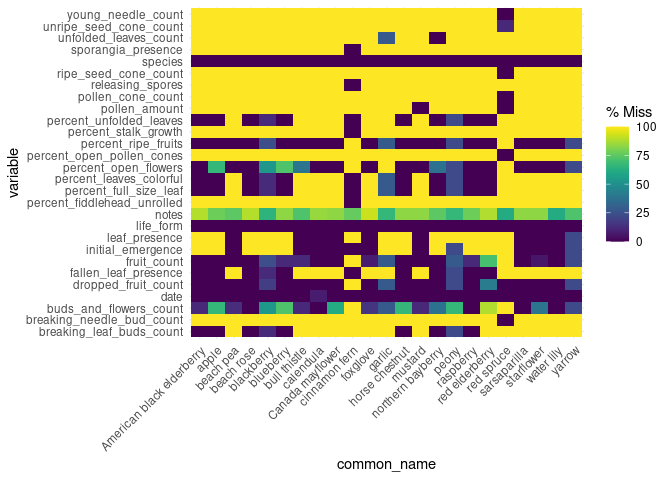 young_needle_count
unripe_seed_cone_count
unfolded_leaves_count
sporangia_presence
species
ripe_seed_cone_count
releasing_spores
pollen_cone_count
pollen_amount
percent_unfolded_leaves
percent_stalk_growth
percent_ripe_fruits
percent_open_pollen_cones
percent_open_flowers
percent_leaves_colorful
percent_full_size_leaf
percent_fiddlehead_unrolled
notes
life_form
leaf_presence
initial_emergence
fruit_count
fallen_leaf_presence
dropped_fruit_count
date
buds_and_flowers_count
breaking_needle_bud_count
breaking_leaf_buds_count
variable
American black elderberry
apple
beach pea
beach rose
blackberry
blueberry
bull thistle
calendula
Canada mayflower
cinnamon fern
foxglove
garlic
horse chestnut
mustard
northern bayberry
peony
raspberry
red elderberry
red spruce
sarsaparilla
starflower
water lily
yarrow
common_name
% Miss
100
75
50
25
0